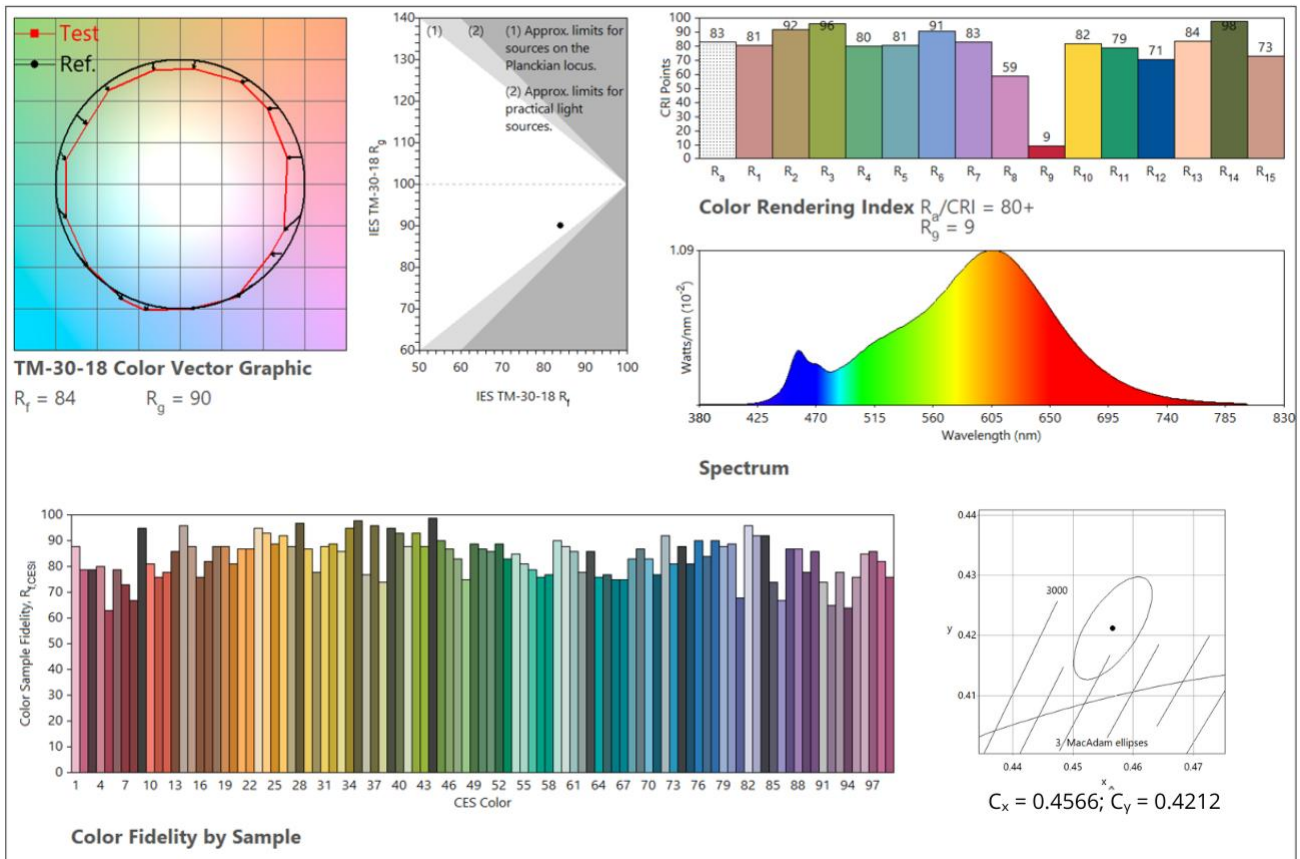 Test
Ref.
TM-30-18 Color Vector Graphic
Rf = 84 Rg = 90
140
130
120
110
100
90
80
70
60
50 60 70 80 90 100
IES TM-30-18 Rg
IES TM-30-18 Rf
(1) (2) (1) Approx. limits for
sources on the
Planckian locus.
(2) Approx. limits for
practical light
sources.
CRI Points
100
90
80
70
60
50
40
30
20
10
0
83 81 92 96 80 81 91 83 59 9 82 79 71 84 98 73
Ra R1 R2 R3 R4 R5 R6 R7 R8 R9 R10 R11 R12 R13 R14 R15
Color Rendering Index Ra/CRI = 80+
R9 = 9
1.09
Watts/nm (10-2)
380 425 470 515 560 605 650 695 740 785 830
Wavelength (nm)
Spectrum
Color Sample Fidelity, Rf,CESi
100
90
80
70
60
50
40
30
20
10
0
1 4 7 10 13 16 19 22 25 28 31 34 37 40 43 46 49 52 55 58 61 64 67 70 73 76 79 82 85 88 91 94 97
CES Color
Color Fidelity by Sample
0.44
0.43
3000
y
0.42
0.41
3 MacAdam ellipses
0.44 0.45 0.46 0.47
x
Cx = 0.4566; Cy = 0.4212